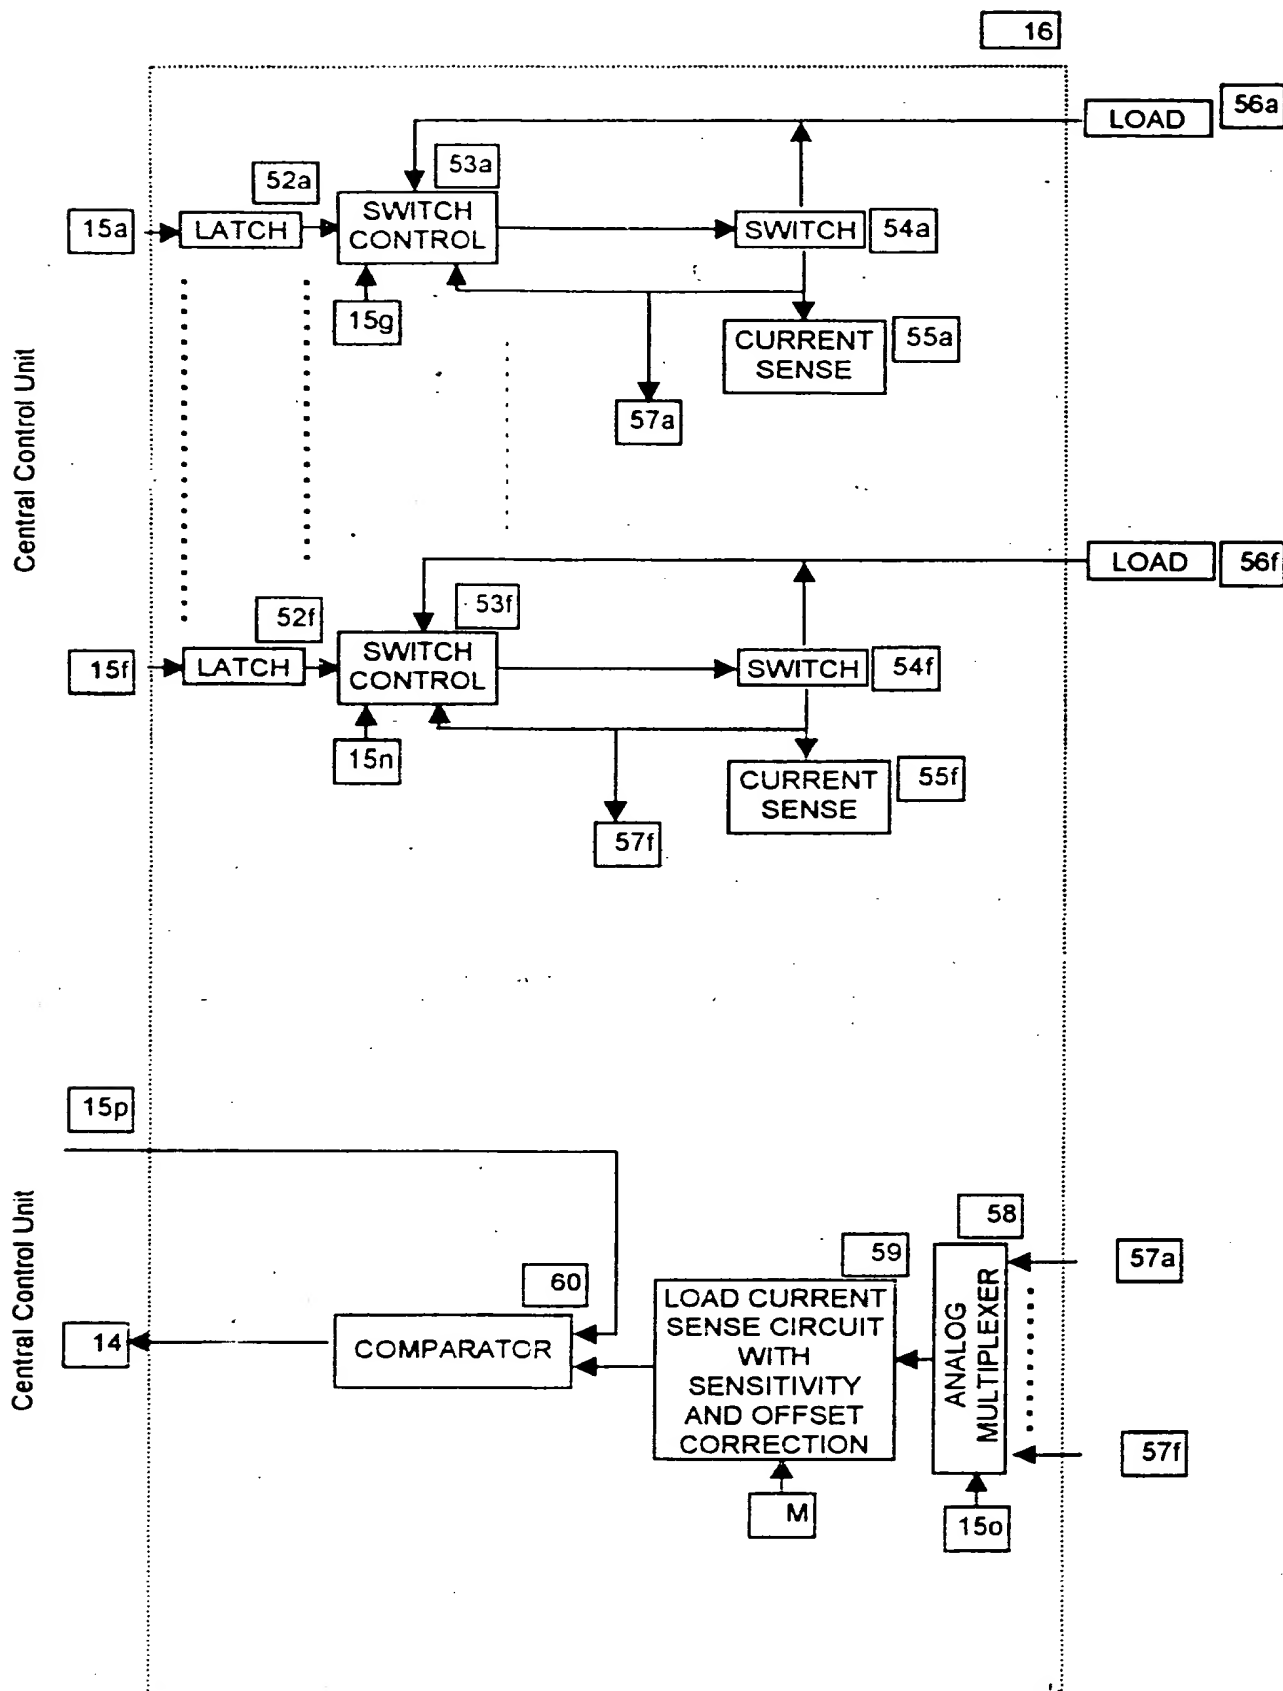 16
LOAD
56a
53a
52a
15a
LATCH
SWITCH
CONTROL
SWITCH
54a
15g
CURRENT
SENSE
55a
57a
Central Control Unit
LOAD
56f
53f
52f
15f
LATCH
SWITCH
CONTROL
SWITCH
54f
15n
CURRENT
SENSE
55f
57f
15p
Central Control Unit
58
59
57a
60
14
COMPARATOR
LOAD CURRENT
SENSE CIRCUIT
WITH
SENSITIVITY
AND OFFSET
CORRECTION
ANALOG
MULTIPLEXER
57f
M
15o